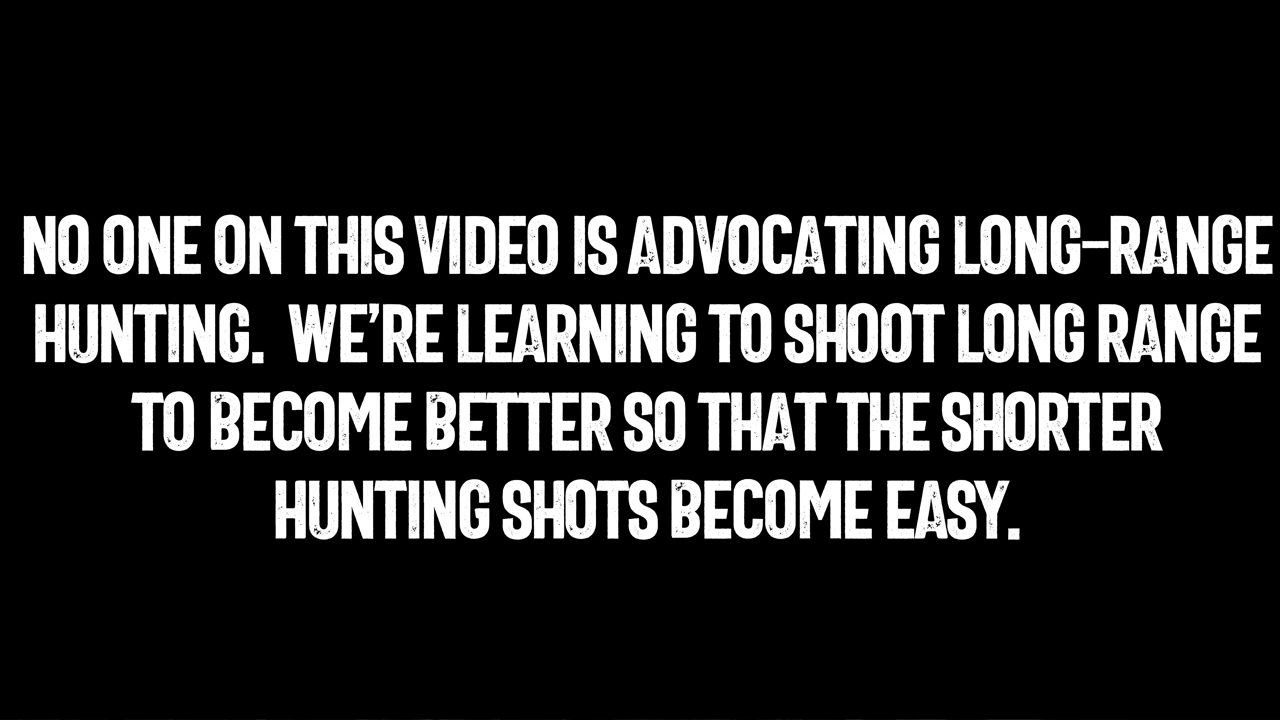 NO ONE ON THIS VIDEO IS ADVOCATING LONG-RANGE
HUNTING. WE'RE LEARNING TO SHOOT LONG RANGE
TO BECOME BETTER SO THAT THE SHORTER
HUNTING SHOTS BECOME EASY.